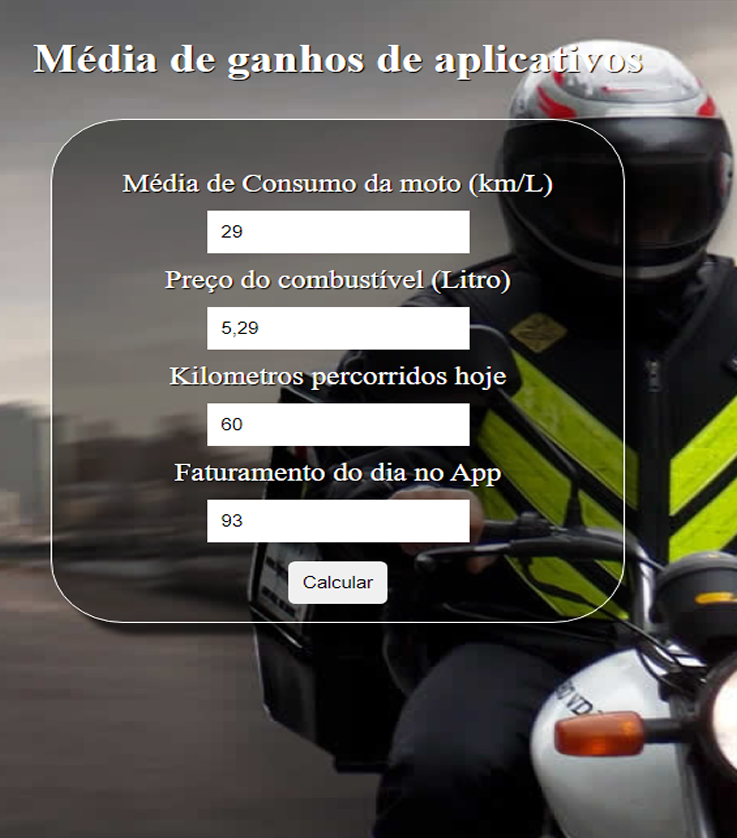 Média de ganhos de aplicativos
Média de Consumo da moto (km/L)
29
Preço do combustível (Litro)
5,29
Kilometros percorridos hoje
60
Faturamento do dia no App
93
Calcular